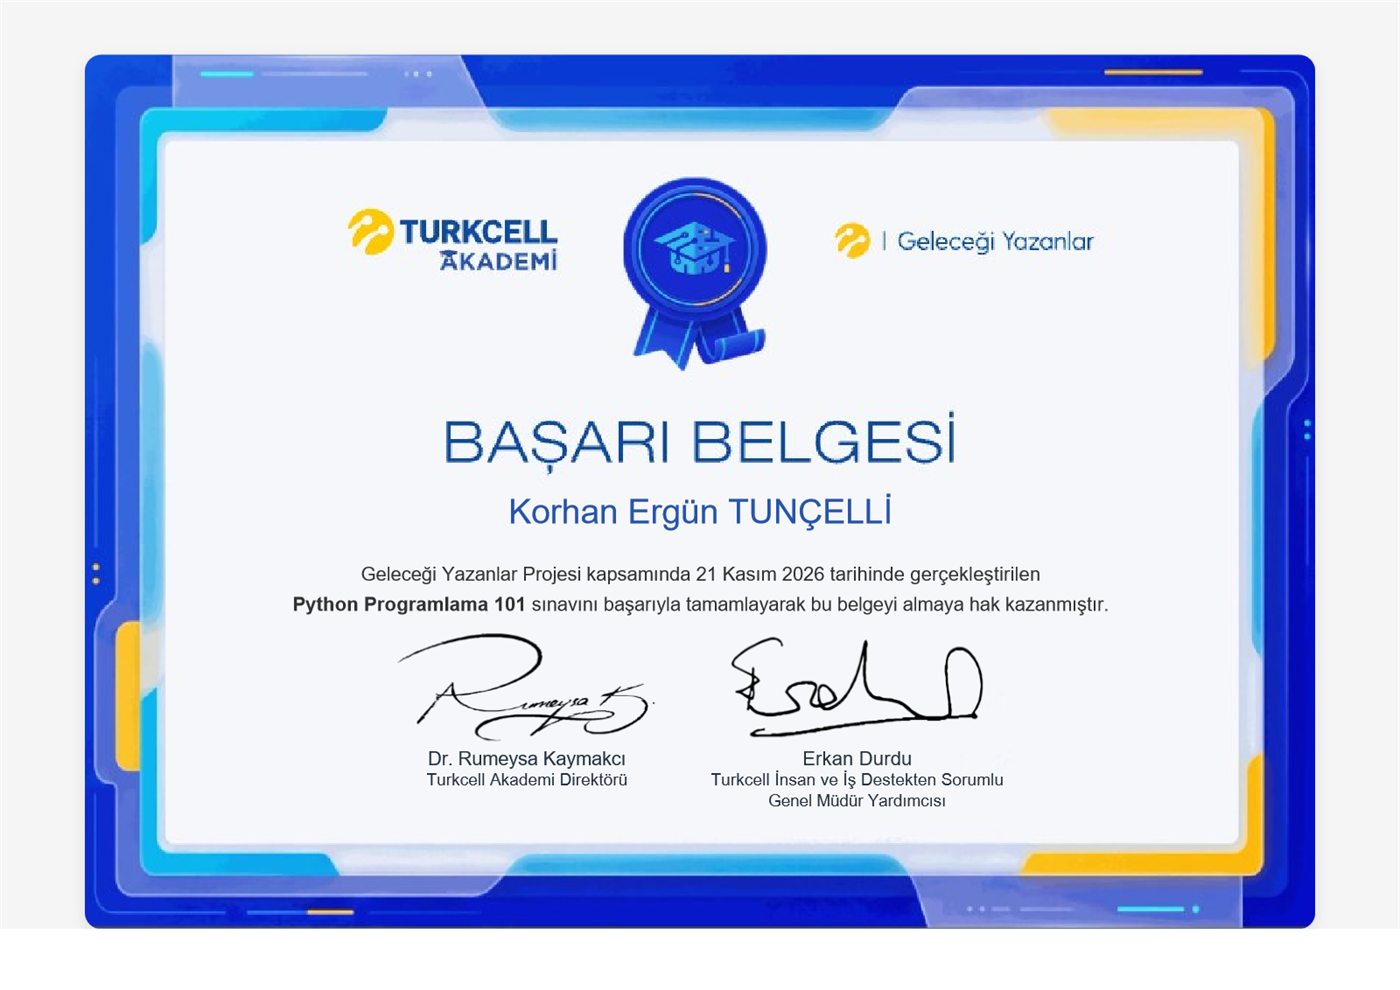 TURKCELL
AKADEMİ
| Geleceği Yazanlar
BAŞARI BELGESİ
Korhan Ergün TUNÇELLİ
Geleceği Yazanlar Projesi kapsamında 21 Kasım 2026 tarihinde gerçekleştirilen
Python Programlama 101 sınavını başarıyla tamamlayarak bu belgeyi almaya hak kazanmıştır.
Rumeysa K
Dr. Rumeysa Kaymakcı
Turkcell Akademi Direktörü
Erkan Durdu
Turkcell İnsan ve İş Destekten Sorumlu
Genel Müdür Yardımcısı